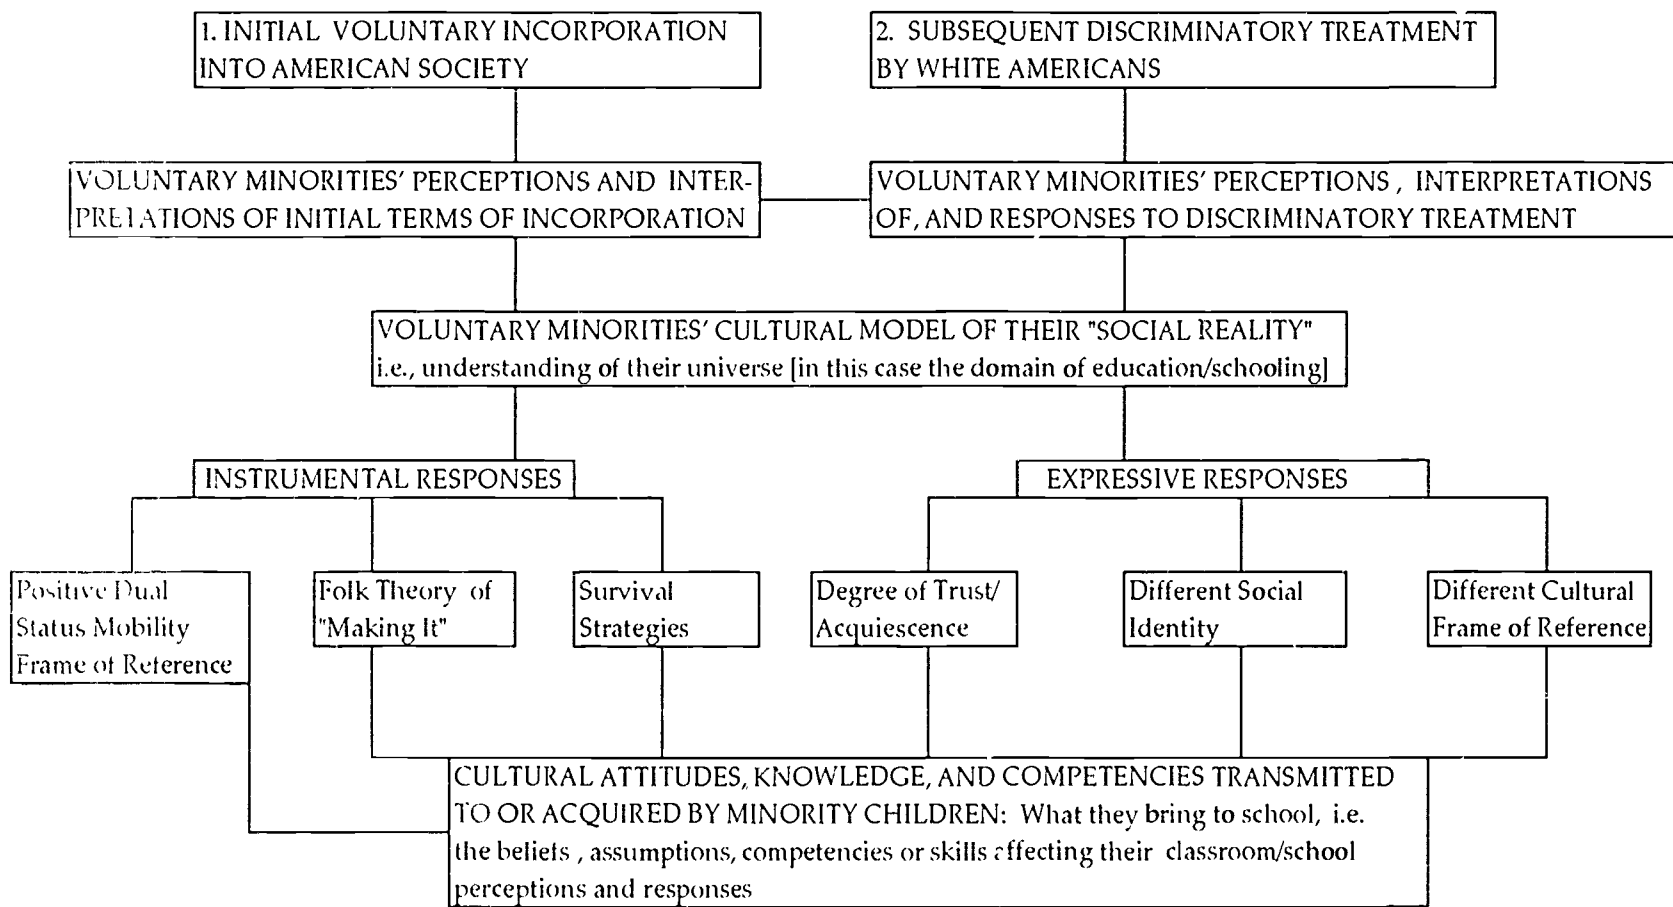 1. INITIAL VOLUNTARY INCORPORATION
INTO AMERICAN SOCIETY
2. SUBSEQUENT DISCRIMINATORY TREATMENT
BY WHITE AMERICANS
VOLUNTARY MINORITIES' PERCEPTIONS AND INTER-
PRETATIONS OF INITIAL TERMS OF INCORPORATION
VOLUNTARY MINORITIES' PERCEPTIONS , INTERPRETATIONS
OF, AND RESPONSES TO DISCRIMINATORY TREATMENT
VOLUNTARY MINORITIES' CULTURAL MODEL OF THEIR "SOCIAL REALITY"
i.e., understanding of their universe [in this case the domain of education/schooling]
INSTRUMENTAL RESPONSES
EXPRESSIVE RESPONSES
Positive Dual
Status Mobility
Frame of Reference
Folk Theory of
"Making It"
Survival
Strategies
Degree of Trust/
Acquiescence
Different Social
Identity
Different Cultural
Frame of Reference
CULTURAL ATTITUDES, KNOWLEDGE, AND COMPETENCIES TRANSMITTED
TO OR ACQUIRED BY MINORITY CHILDREN: What they bring to school, i.e.
the beliefs , assumptions, competencies or skills affecting their classroom/school
perceptions and responses